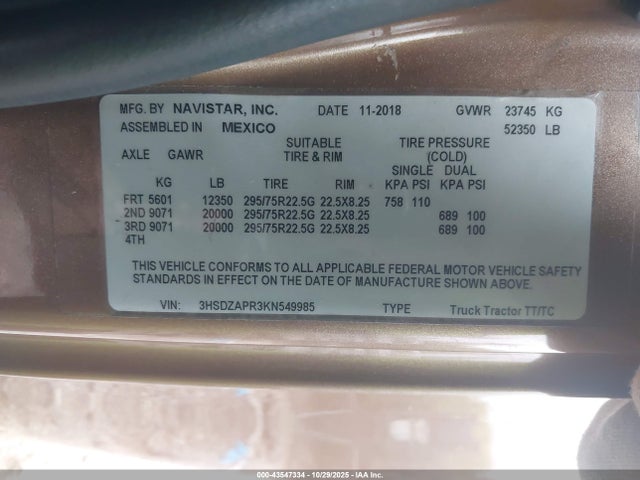 MFG. BY NAVISTAR, INC. DATE 11-2018 GVWR 23745 KG
ASSEMBLED IN MEXICO 52350 LB
SUITABLE TIRE PRESSURE
AXLE GAWR TIRE & RIM (COLD)
SINGLE DUAL
KG LB TIRE RIM KPA PSI KPA PSI
FRT 5601 12350 295/75R22.5G 22.5X8.25 758 110
2ND 9071 20000 295/75R22.5G 22.5X8.25 689 100
3RD 9071 20000 295/75R22.5G 22.5X8.25 689 100
4TH
THIS VEHICLE CONFORMS TO ALL APPLICABLE FEDERAL MOTOR VEHICLE SAFETY
STANDARDS IN EFFECT ON THE DATE OF MANUFACTURE SHOWN ABOVE.
VIN: 3HSDZAPR3KN549985 TYPE Truck Tractor TT/TC
000-43547334 - 10/29/2025 - IAA Inc.